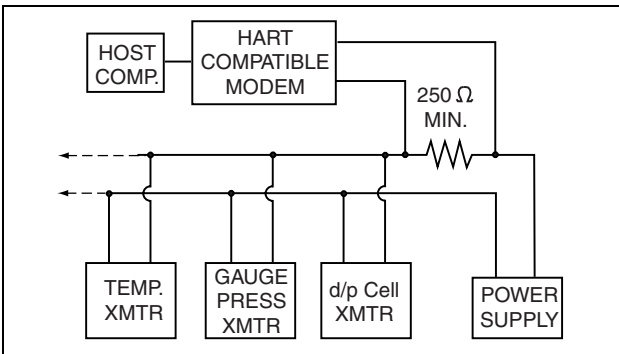 HOST
COMP.
HART
COMPATIBLE
MODEM
250 Ω
MIN.
TEMP.
XMTR
GAUGE
PRESS
XMTR
d/p Cell
XMTR
POWER
SUPPLY